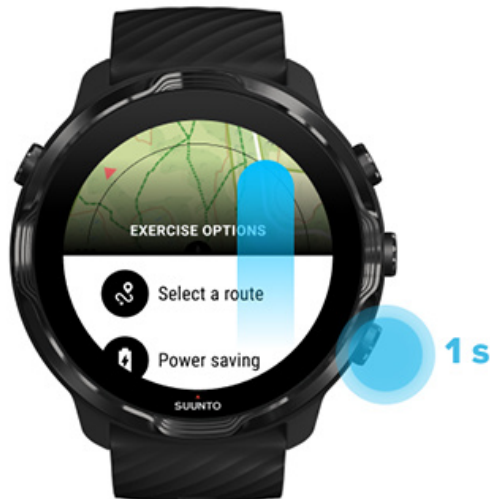 EXERCISE OPTIONS
Select a route
Power saving
1 s
SUUNTO